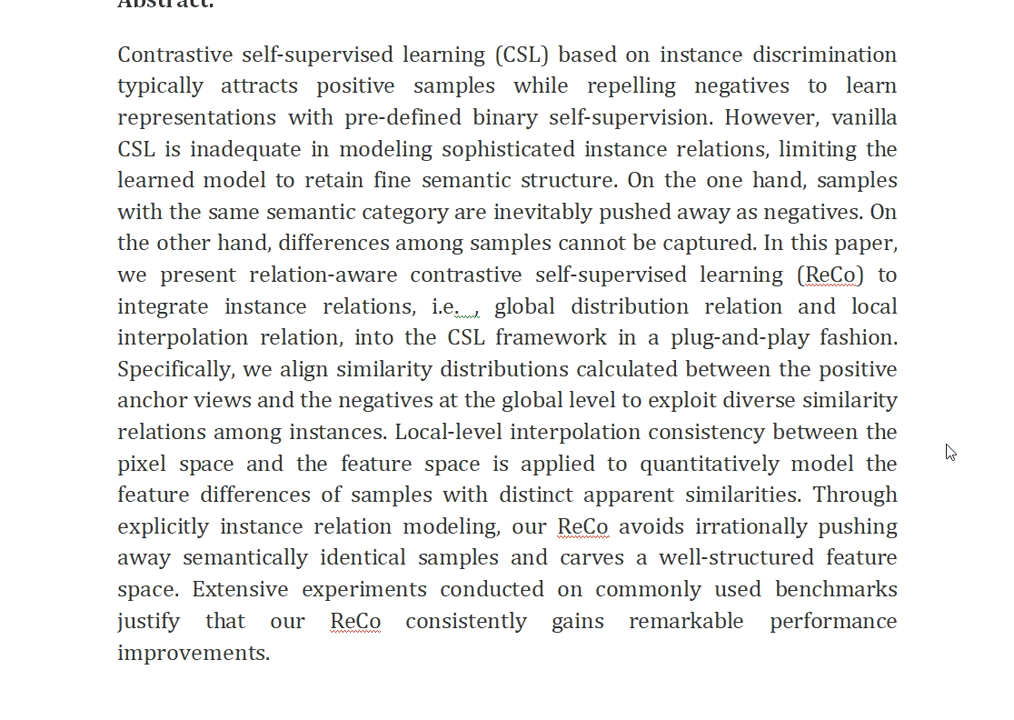 Abstract.
Contrastive self-supervised learning (CSL) based on instance discrimination
typically attracts positive samples while repelling negatives to learn
representations with pre-defined binary self-supervision. However, vanilla
CSL is inadequate in modeling sophisticated instance relations, limiting the
learned model to retain fine semantic structure. On the one hand, samples
with the same semantic category are inevitably pushed away as negatives. On
the other hand, differences among samples cannot be captured. In this paper,
we present relation-aware contrastive self-supervised learning (ReCo) to
integrate instance relations, i.e. , global distribution relation and local
interpolation relation, into the CSL framework in a plug-and-play fashion.
Specifically, we align similarity distributions calculated between the positive
anchor views and the negatives at the global level to exploit diverse similarity
relations among instances. Local-level interpolation consistency between the
pixel space and the feature space is applied to quantitatively model the
feature differences of samples with distinct apparent similarities. Through
explicitly instance relation modeling, our ReCo avoids irrationally pushing
away semantically identical samples and carves a well-structured feature
space. Extensive experiments conducted on commonly used benchmarks
justify that our ReCo consistently gains remarkable performance
improvements.